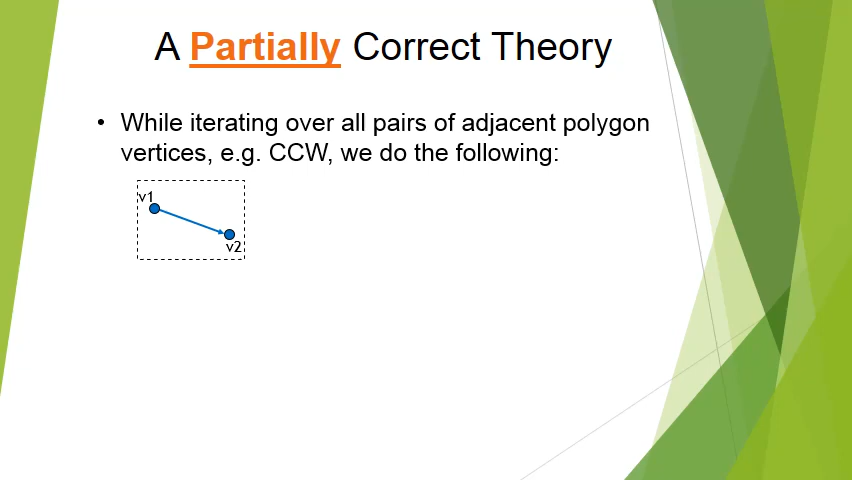 A Partially Correct Theory
• While iterating over all pairs of adjacent polygon
vertices, e.g. CCW, we do the following:
v1
v2